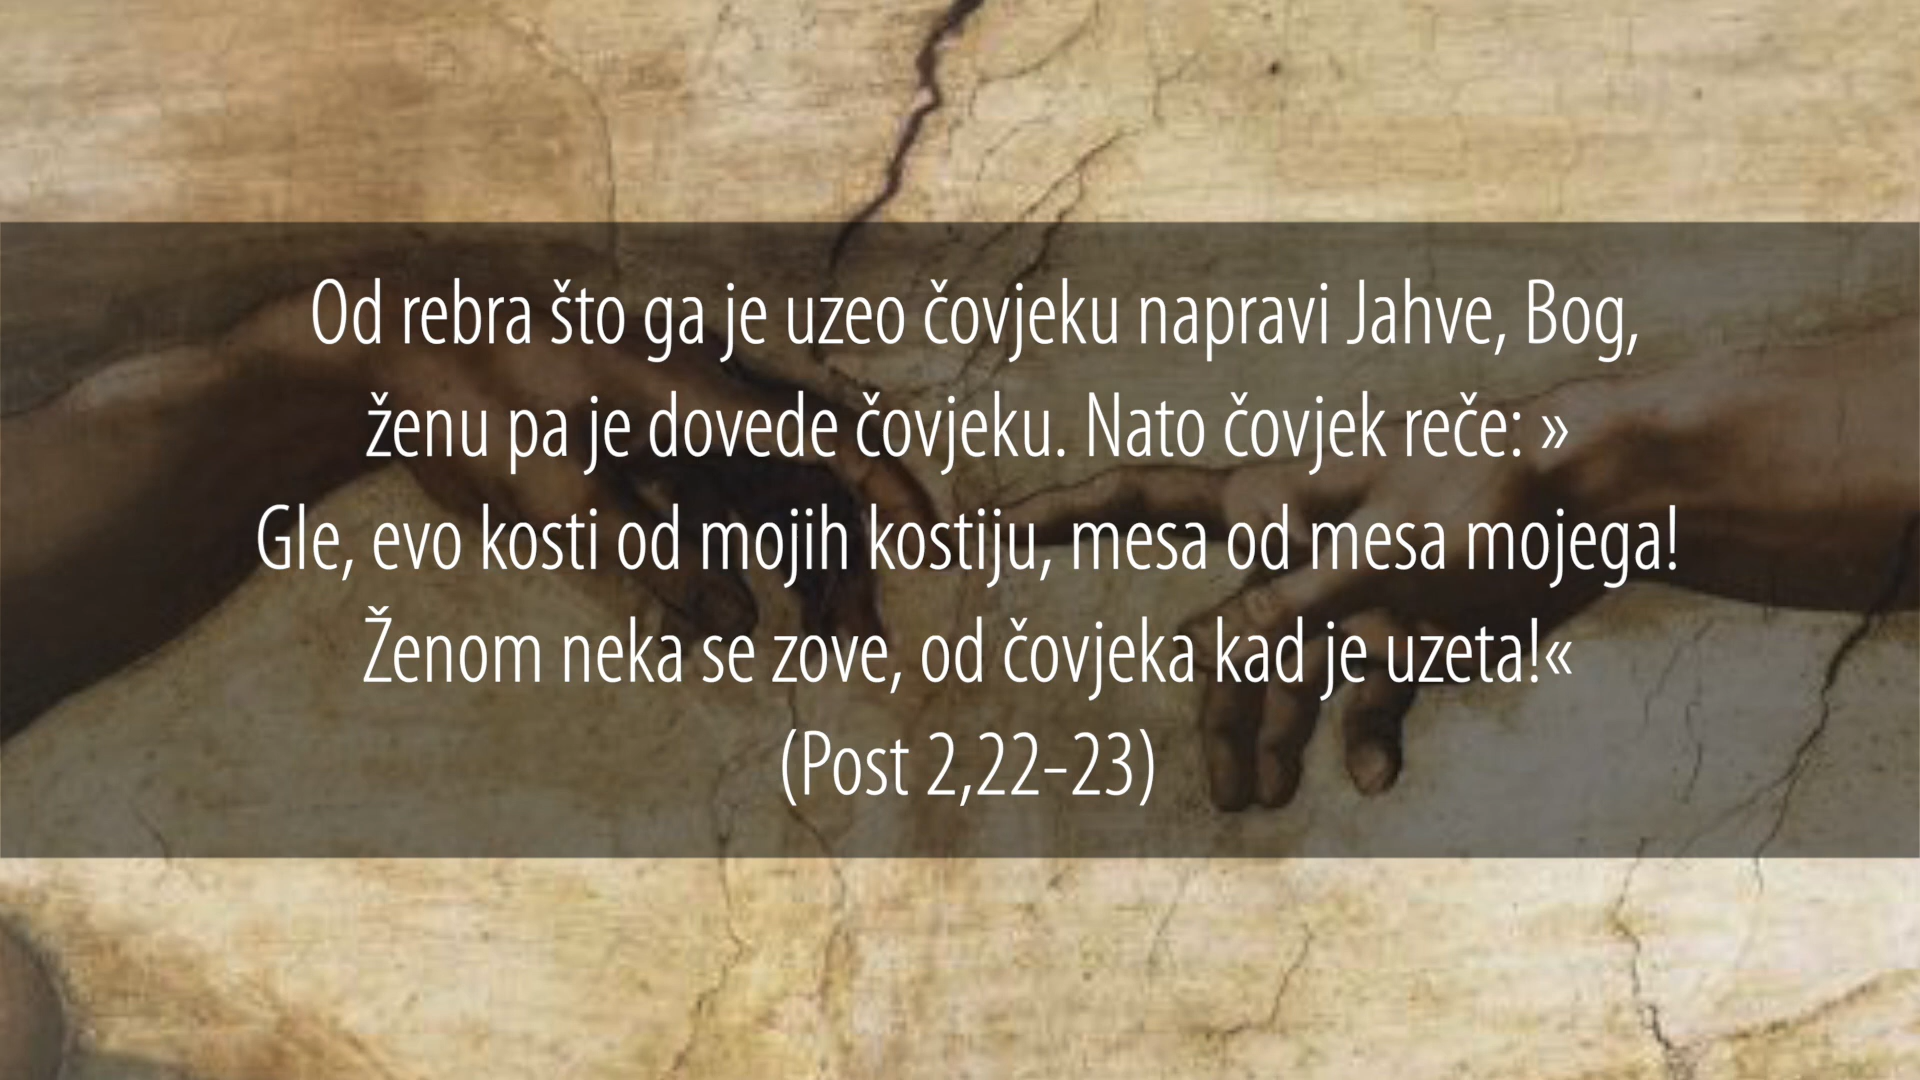 Od rebra što ga je uzeo čovjeku napravi Jahve, Bog,
ženu pa je dovede čovjeku. Nato čovjek reče: »
Gle, evo kosti od mojih kostiju, mesa od mesa mojega!
Ženom neka se zove, od čovjeka kad je uzeta!«
(Post 2,22-23)